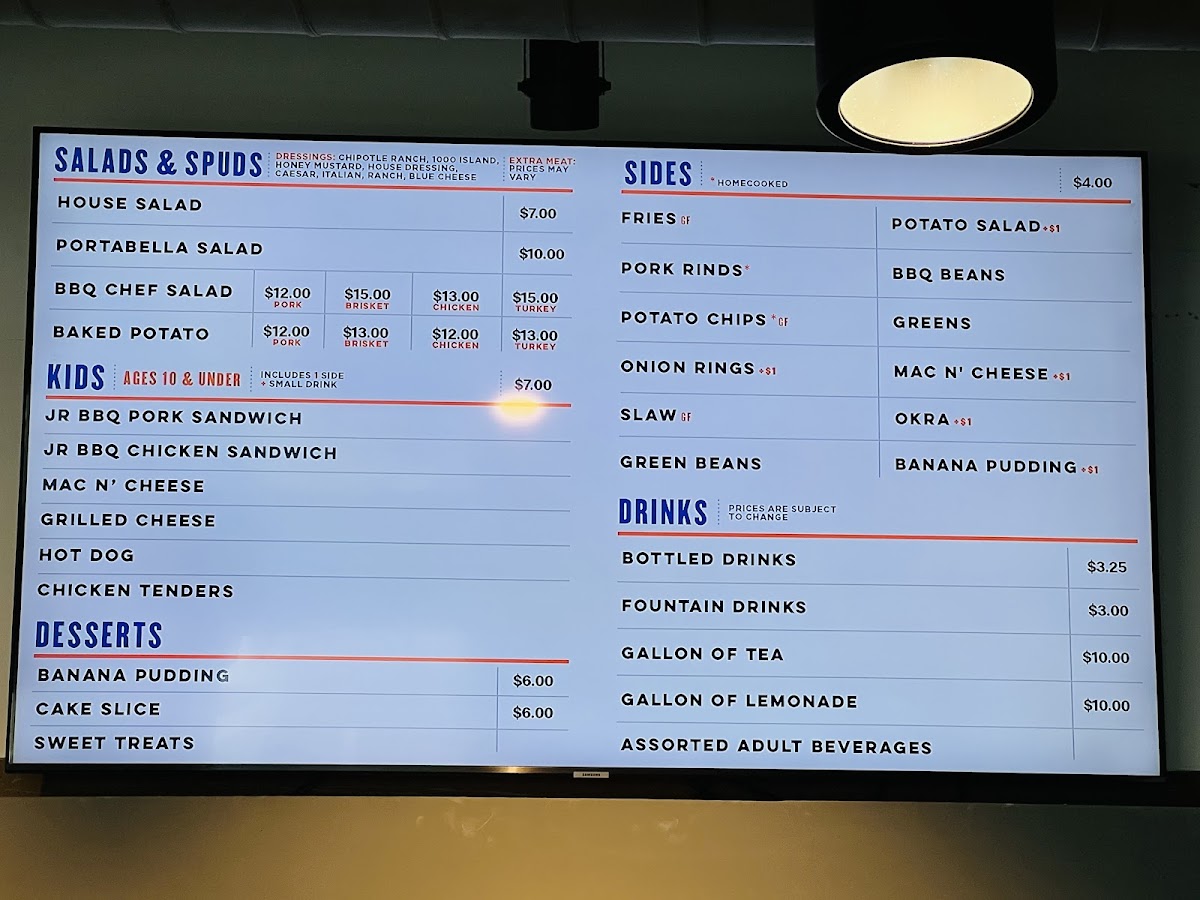 SALADS & SPUDS
DRESSINGS: CHIPOTLE RANCH, 1000 ISLAND,
HONEY MUSTARD, HOUSE DRESSING,
CAESAR, ITALIAN, RANCH, BLUE CHEESE
EXTRA MEAT:
PRICES MAY
VARY
HOUSE SALAD $7.00
PORTABELLA SALAD $10.00
BBQ CHEF SALAD $12.00 $15.00 $13.00 $15.00
PORK BRISKET CHICKEN TURKEY
BAKED POTATO $12.00 $13.00 $12.00 $13.00
PORK BRISKET CHICKEN TURKEY
KIDS AGES 10 & UNDER
INCLUDES 1 SIDE
+ SMALL DRINK
$7.00
JR BBQ PORK SANDWICH
JR BBQ CHICKEN SANDWICH
MAC N' CHEESE
GRILLED CHEESE
HOT DOG
CHICKEN TENDERS
DESSERTS
BANANA PUDDING $6.00
CAKE SLICE $6.00
SWEET TREATS
SIDES *HOMECOOKED $4.00
FRIES GF
PORK RINDS*
POTATO CHIPS *GF
ONION RINGS +$1
SLAW GF
GREEN BEANS
POTATO SALAD +$1
BBQ BEANS
GREENS
MAC N' CHEESE +$1
OKRA +$1
BANANA PUDDING +$1
DRINKS
PRICES ARE SUBJECT
TO CHANGE
BOTTLED DRINKS $3.25
FOUNTAIN DRINKS $3.00
GALLON OF TEA $10.00
GALLON OF LEMONADE $10.00
ASSORTED ADULT BEVERAGES
SAMSUNG